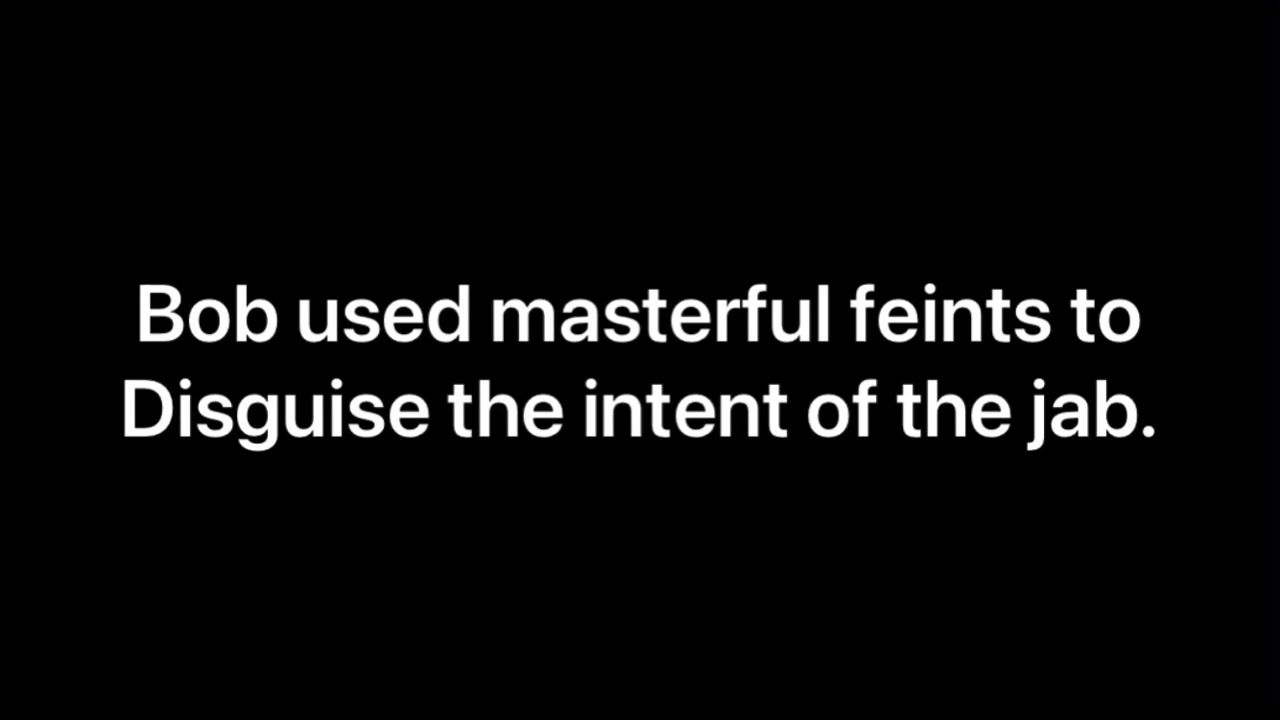 Bob used masterful feints to
Disguise the intent of the jab.